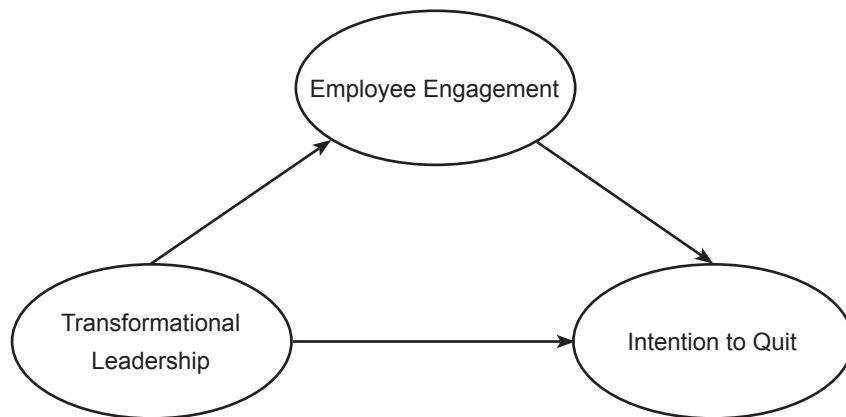 Employee Engagement
Transformational
Leadership
Intention to Quit